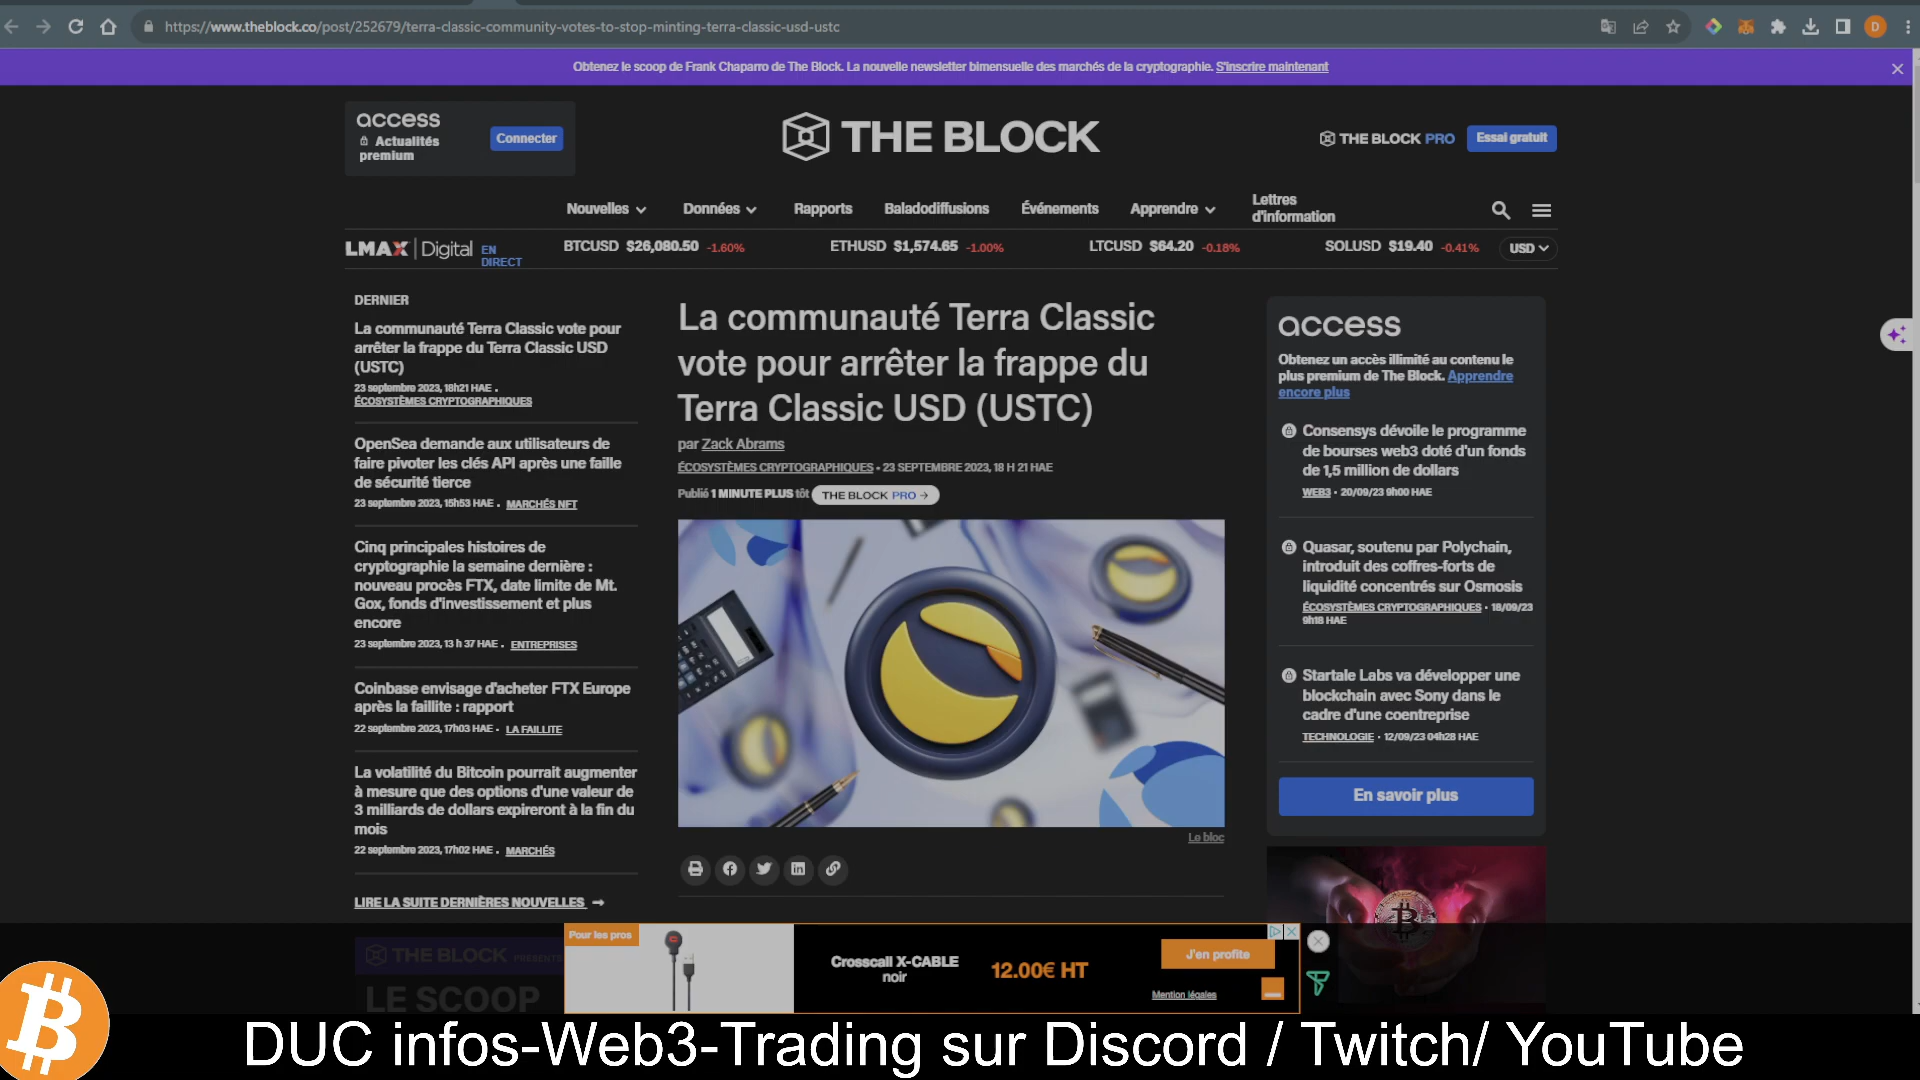 https://www.theblock.co/post/252679/terra-classic-community-votes-to-stop-minting-terra-classic-usd-ustc
D
Obtenez le scoop de Frank Chaparro de The Block. La nouvelle newsletter bimensuelle des marchés de la cryptographie. S'inscrire maintenant
access
Actualités
premium
Connecter
THE BLOCK
THE BLOCK PRO
Essai gratuit
Nouvelles
Données
Rapports
Baladodiffusions
Événements
Apprendre
Lettres
d'information
LMAX Digital
EN
DIRECT
BTCUSD $26,080.50 -1.60%
ETHUSD $1,574.65 -1.00%
LTCUSD $64.20 -0.18%
SOLUSD $19.40 -0.41%
USD
DERNIER
La communauté Terra Classic vote pour
arrêter la frappe du Terra Classic USD
(USTC)
23 septembre 2023, 18h21 HAE •
ÉCOSYSTÈMES CRYPTOGRAPHIQUES
OpenSea demande aux utilisateurs de
faire pivoter les clés API après une faille
de sécurité tierce
23 septembre 2023, 15h53 HAE • MARCHÉS NFT
Cinq principales histoires de
cryptographie la semaine dernière :
nouveau procès FTX, date limite de Mt.
Gox, fonds d'investissement et plus
encore
23 septembre 2023, 13 h 37 HAE • ENTREPRISES
Coinbase envisage d'acheter FTX Europe
après la faillite : rapport
22 septembre 2023, 17h03 HAE • LA FAILLITE
La volatilité du Bitcoin pourrait augmenter
à mesure que des options d'une valeur de
3 milliards de dollars expireront à la fin du
mois
22 septembre 2023, 17h02 HAE • MARCHÉS
LIRE LA SUITE DERNIÈRES NOUVELLES →
La communauté Terra Classic
vote pour arrêter la frappe du
Terra Classic USD (USTC)
par Zack Abrams
ÉCOSYSTÈMES CRYPTOGRAPHIQUES • 23 SEPTEMBRE 2023, 18 H 21 HAE
Publié 1 MINUTE PLUS tôt THE BLOCK PRO →
Le bloc
access
Obtenez un accès illimité au contenu le
plus premium de The Block. Apprendre
encore plus
Consensys dévoile le programme
de bourses web3 doté d'un fonds
de 1,5 million de dollars
WEB3 • 20/09/23 9h00 HAE
Quasar, soutenu par Polychain,
introduit des coffres-forts de
liquidité concentrés sur Osmosis
ÉCOSYSTÈMES CRYPTOGRAPHIQUES • 18/09/23
9h18 HAE
Startale Labs va développer une
blockchain avec Sony dans le
cadre d'une coentreprise
TECHNOLOGIE • 12/09/23 04h28 HAE
En savoir plus
THE BLOCK PRESENTS
LE SCOOP
Pour les pros
Crosscall X-CABLE
noir
12.00€ HT
J'en profite
Mention légales
DUC infos-Web3-Trading sur Discord / Twitch/ YouTube